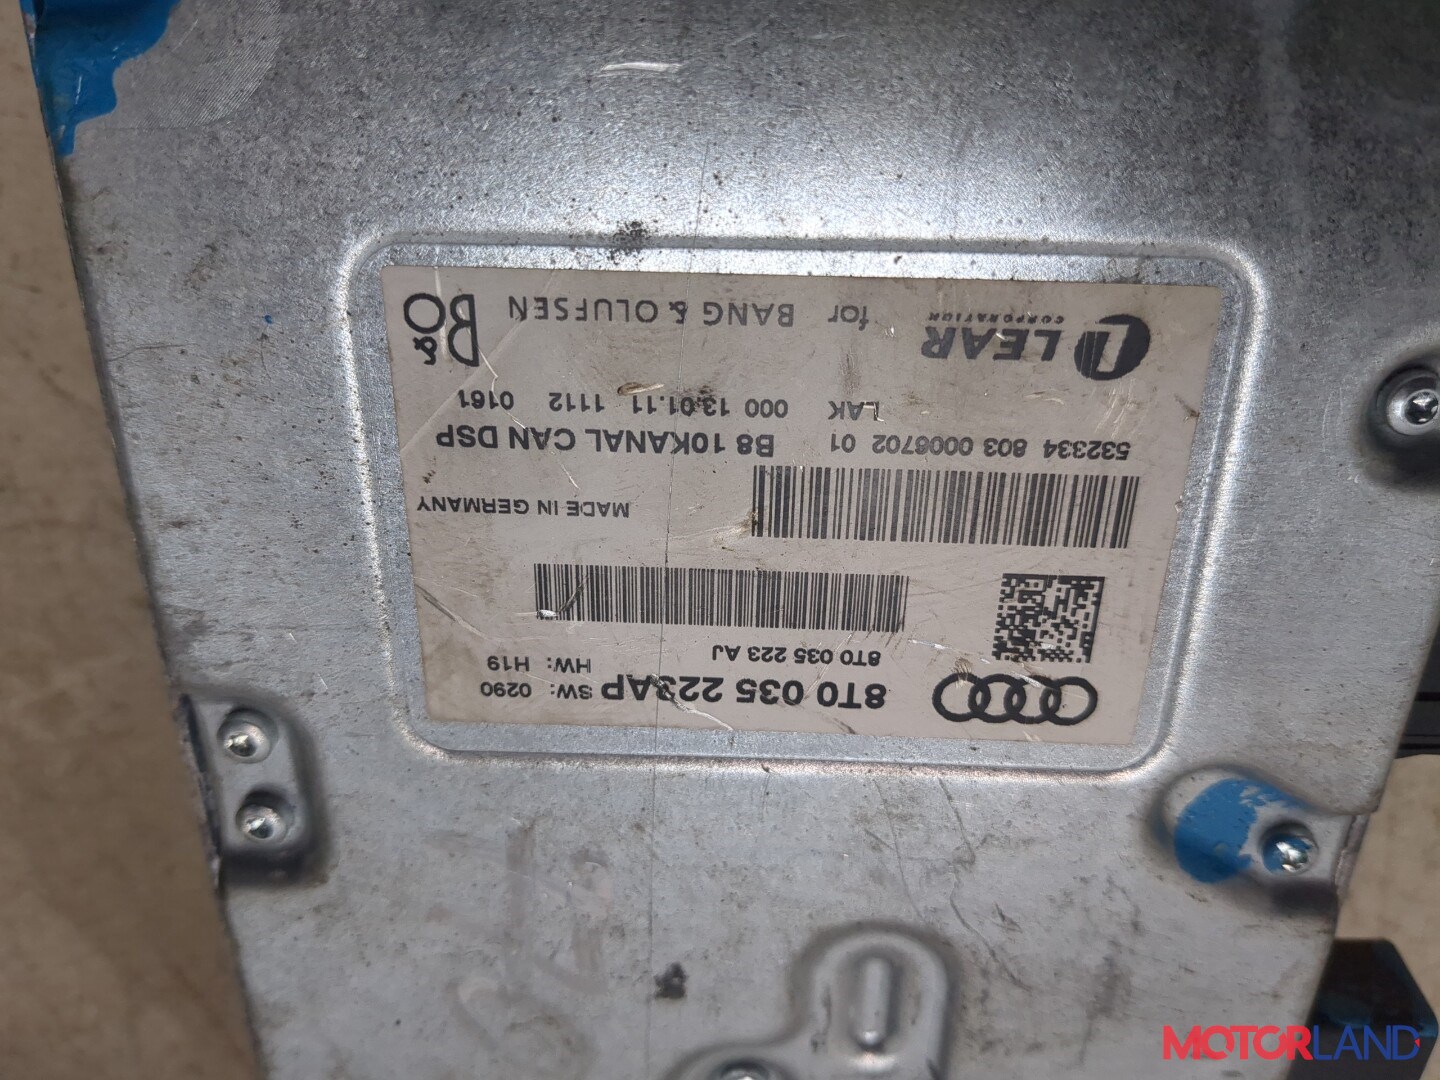 LEAR
CORPORATION
for BANG & OLUFSEN
B&O
LAK 000 13.01.11 1112 0161
532334 803 0008702 01 B8 10KANAL CAN DSP
MADE IN GERMANY
8T0 035 223 AJ
HW: H19
8T0 035 223AP SW: 0290
MOTORLAND